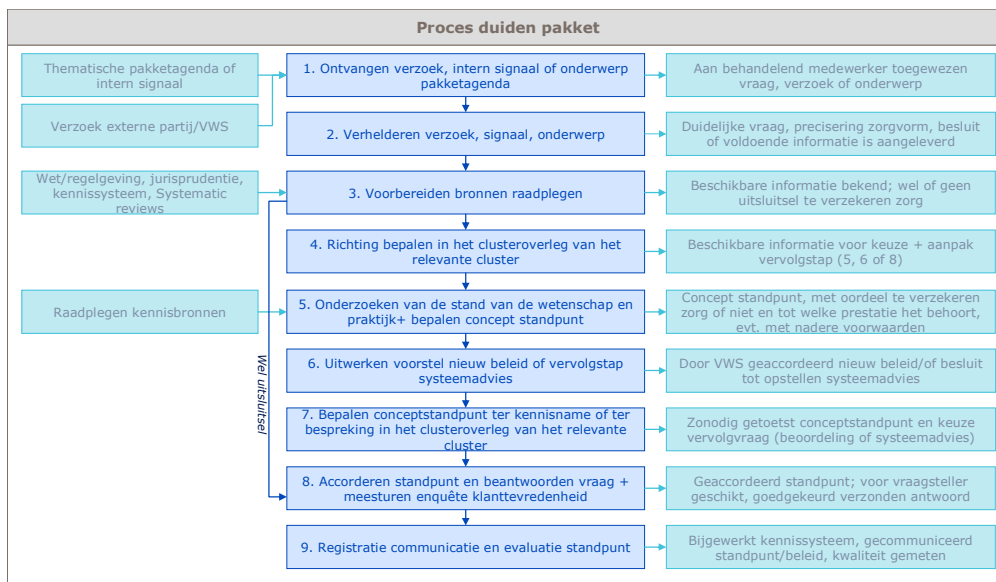 Proces duiden pakket
Thematische pakketagenda of
intern signaal
1. Ontvangen verzoek, intern signaal of onderwerp
pakketagenda
Aan behandelend medewerker toegewezen
vraag, verzoek of onderwerp
Verzoek externe partij/VWS
2. Verhelderen verzoek, signaal, onderwerp
Duidelijke vraag, precisering zorgvorm, besluit
of voldoende informatie is aangeleverd
Wet/regelgeving, jurisprudentie,
kennissysteem, Systematic
reviews
3. Voorbereiden bronnen raadplegen
Beschikbare informatie bekend; wel of geen
uitsluitsel te verzekeren zorg
4. Richting bepalen in het clusteroverleg van het
relevante cluster
Beschikbare informatie voor keuze + aanpak
vervolgstap (5, 6 of 8)
Raadplegen kennisbronnen
5. Onderzoeken van de stand van de wetenschap en
praktijk+ bepalen concept standpunt
Concept standpunt, met oordeel te verzekeren
zorg of niet en tot welke prestatie het behoort,
evt. met nadere voorwaarden
Wel uitsluitsel
6. Uitwerken voorstel nieuw beleid of vervolgstap
systeemadvies
Door VWS geaccordeerd nieuw beleid/of besluit
tot opstellen systeemadvies
7. Bepalen conceptstandpunt ter kennisname of ter
bespreking in het clusteroverleg van het relevante
cluster
Zonodig getoetst conceptstandpunt en keuze
vervolgvraag (beoordeling of systeemadvies)
8. Accorderen standpunt en beantwoorden vraag +
meesturen enquête klanttevredenheid
Geaccordeerd standpunt; voor vraagsteller
geschikt, goedgekeurd verzonden antwoord
9. Registratie communicatie en evaluatie standpunt
Bijgewerkt kennissysteem, gecommuniceerd
standpunt/beleid, kwaliteit gemeten